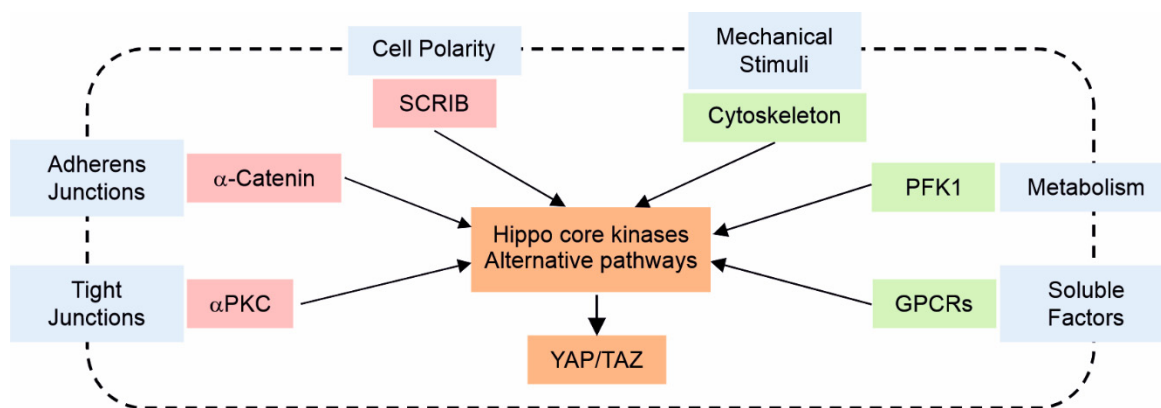 Cell Polarity
SCRIB
Mechanical
Stimuli
Cytoskeleton
Adherens
Junctions
α-Catenin
PFK1
Metabolism
Hippo core kinases
Alternative pathways
Tight
Junctions
αPKC
GPCRs
Soluble
Factors
YAP/TAZ